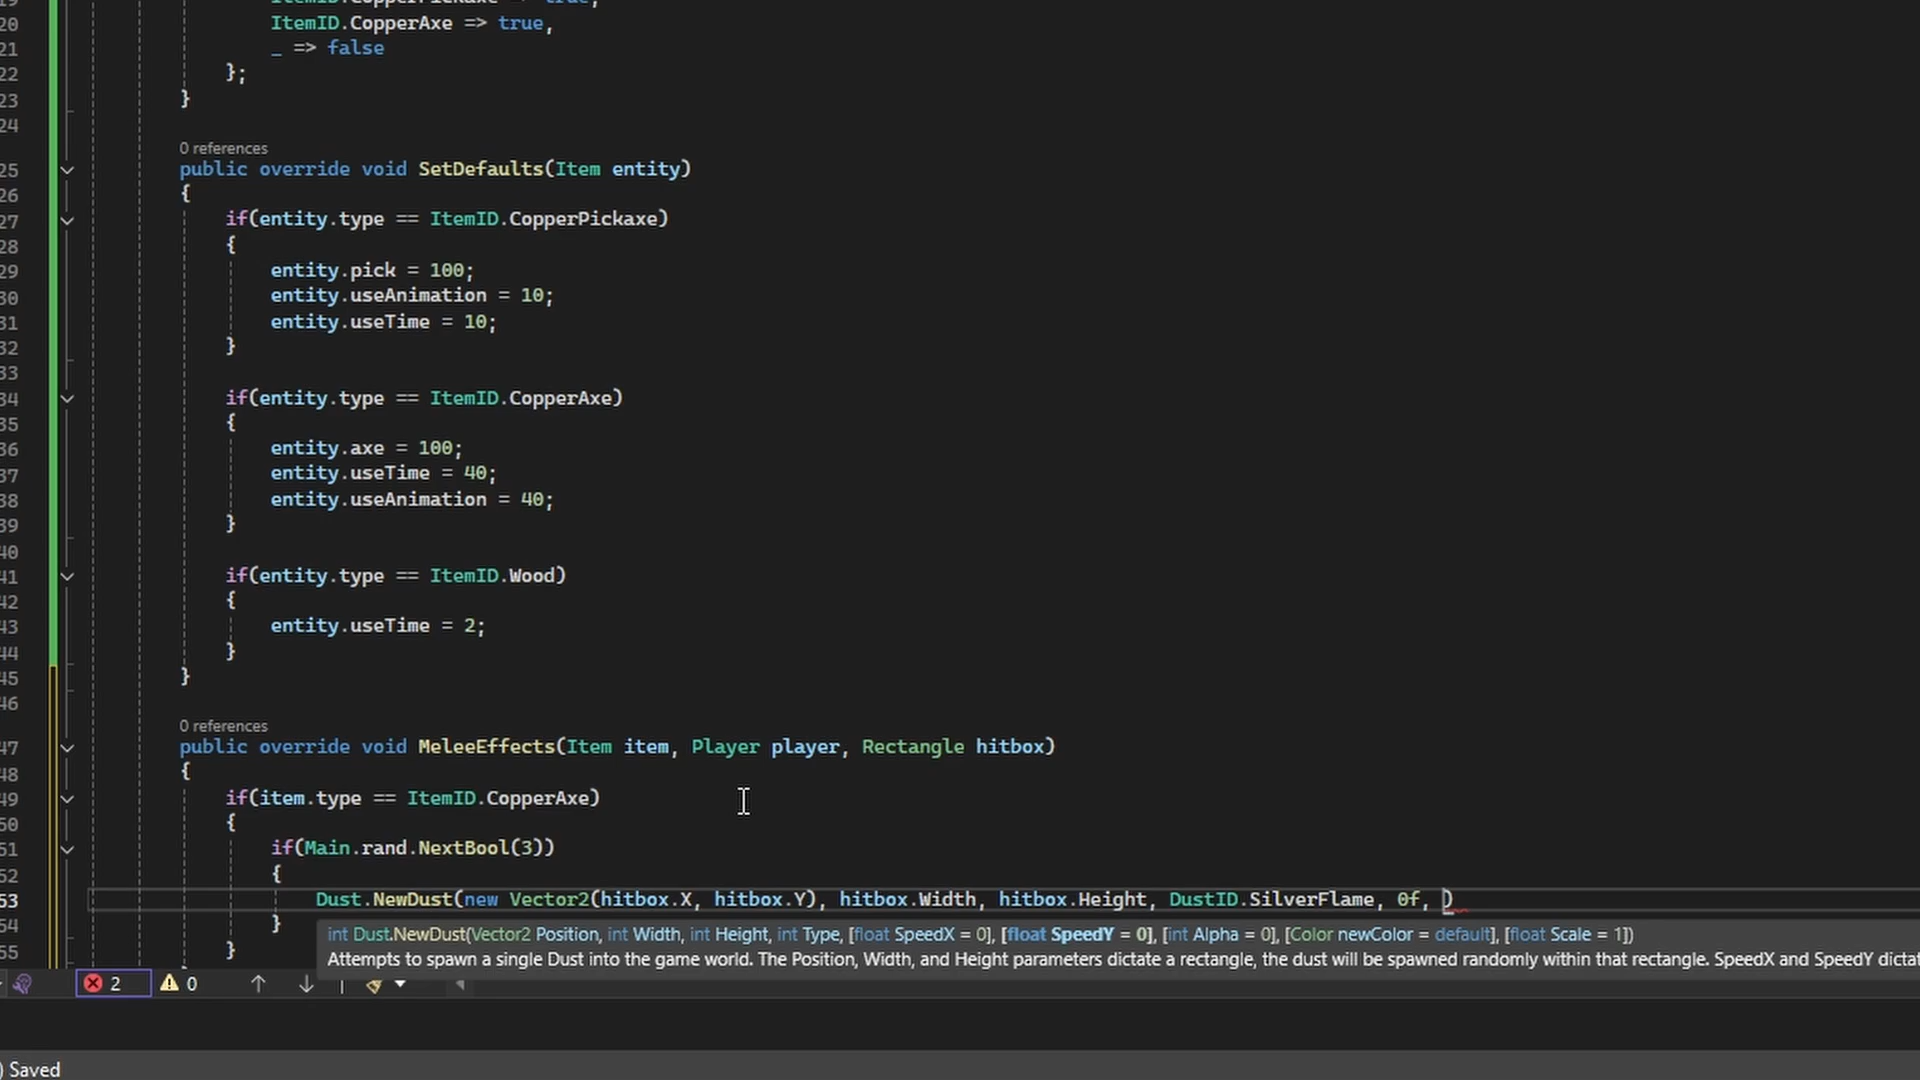 ItemID.CopperPickaxe => true,
20 ItemID.CopperAxe => true,
21 _ => false
22 };
23 }
24
0 references
25 public override void SetDefaults(Item entity)
26 {
27 if(entity.type == ItemID.CopperPickaxe)
28 {
29 entity.pick = 100;
30 entity.useAnimation = 10;
31 entity.useTime = 10;
32 }
33
34 if(entity.type == ItemID.CopperAxe)
35 {
36 entity.axe = 100;
37 entity.useTime = 40;
38 entity.useAnimation = 40;
39 }
40
41 if(entity.type == ItemID.Wood)
42 {
43 entity.useTime = 2;
44 }
45 }
46
0 references
47 public override void MeleeEffects(Item item, Player player, Rectangle hitbox)
48 {
49 if(item.type == ItemID.CopperAxe)
50 {
51 if(Main.rand.NextBool(3))
52 {
53 Dust.NewDust(new Vector2(hitbox.X, hitbox.Y), hitbox.Width, hitbox.Height, DustID.SilverFlame, 0f, )
54 }
int Dust.NewDust(Vector2 Position, int Width, int Height, int Type, [float SpeedX = 0], [float SpeedY = 0], [int Alpha = 0], [Color newColor = default], [float Scale = 1])
55 }
Attempts to spawn a single Dust into the game world. The Position, Width, and Height parameters dictate a rectangle, the dust will be spawned randomly within that rectangle. SpeedX and SpeedY dictat
2 0
Saved